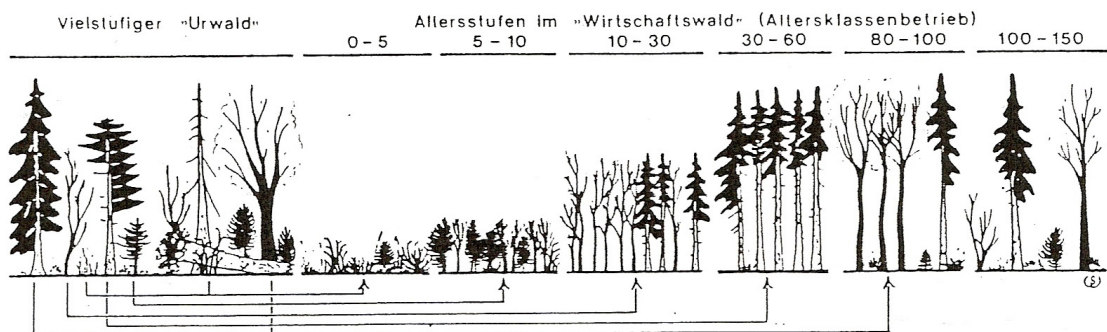 Vielstufiger "Urwald"
Altersstufen im "Wirtschaftswald" (Altersklassenbetrieb)
0-5
5-10
10-30
30-60
80-100
100-150
(S)